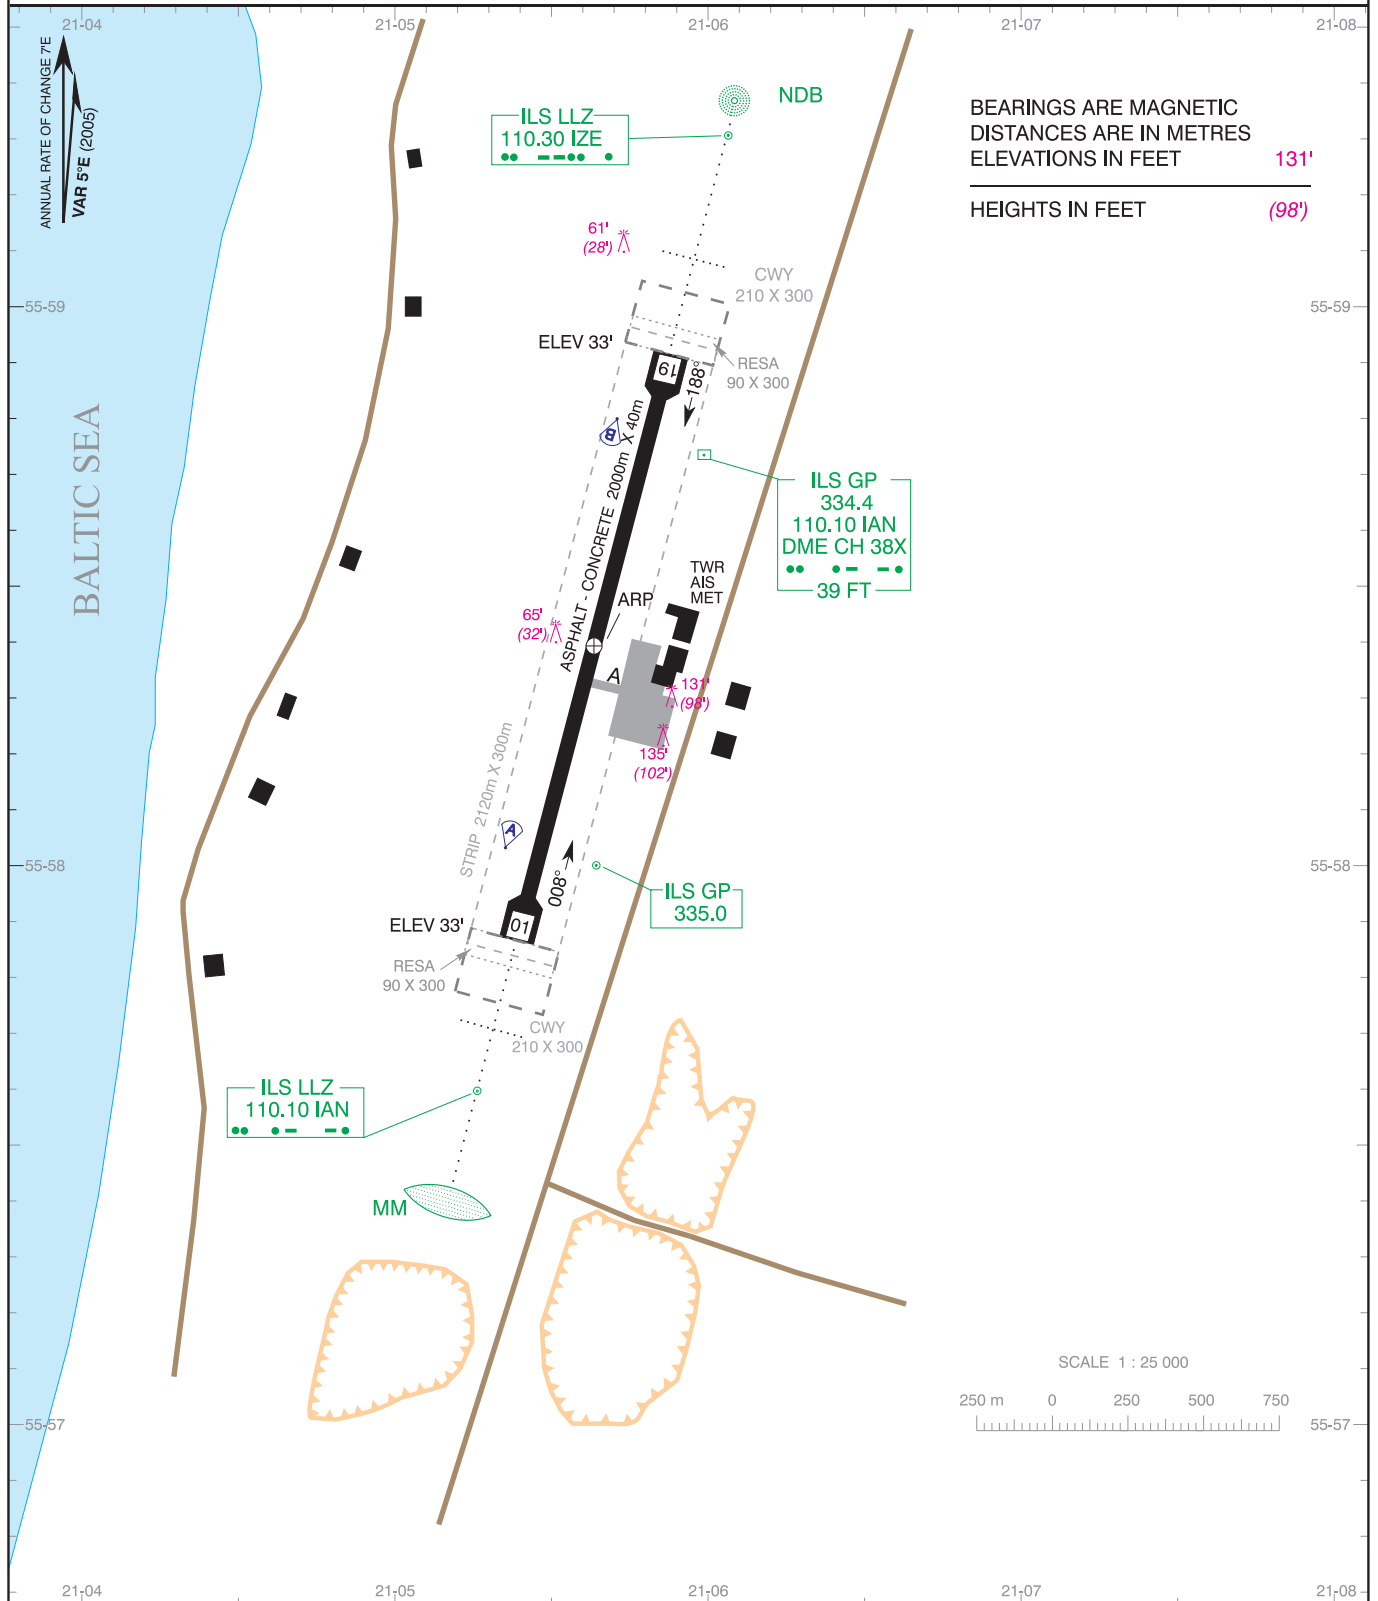 21-04
21-05
21-06
21-07
21-08
ANNUAL RATE OF CHANGE 7'E
VAR 5°E (2005)
NDB
ILS LLZ
110.30 IZE
BEARINGS ARE MAGNETIC
DISTANCES ARE IN METRES
ELEVATIONS IN FEET 131'
HEIGHTS IN FEET (98')
61'
(28')
CWY
210 X 300
55-59
55-59
ELEV 33'
RESA
90 X 300
19
188°
BALTIC SEA
B
ASPHALT - CONCRETE 2000m X 40m
ILS GP
334.4
110.10 IAN
DME CH 38X
39 FT
TWR
AIS
MET
ARP
65'
(32')
A
131'
(98')
135'
(102')
STRIP 2120m X 300m
A
008°
55-58
55-58
ILS GP
335.0
ELEV 33'
01
RESA
90 X 300
CWY
210 X 300
ILS LLZ
110.10 IAN
MM
SCALE 1 : 25 000
250 m 0 250 500 750
55-57
55-57
21-04
21-05
21-06
21-07
21-08